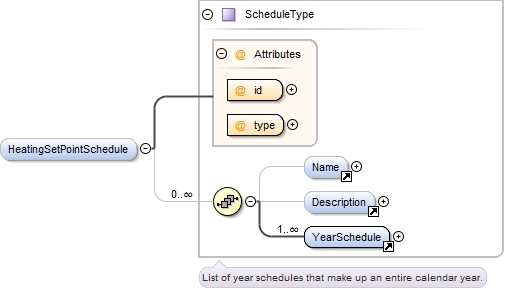 ScheduleType
@ Attributes
@ id
@ type
HeatingSetPointSchedule
Name
0..∞
Description
1..∞
YearSchedule
List of year schedules that make up an entire calendar year.